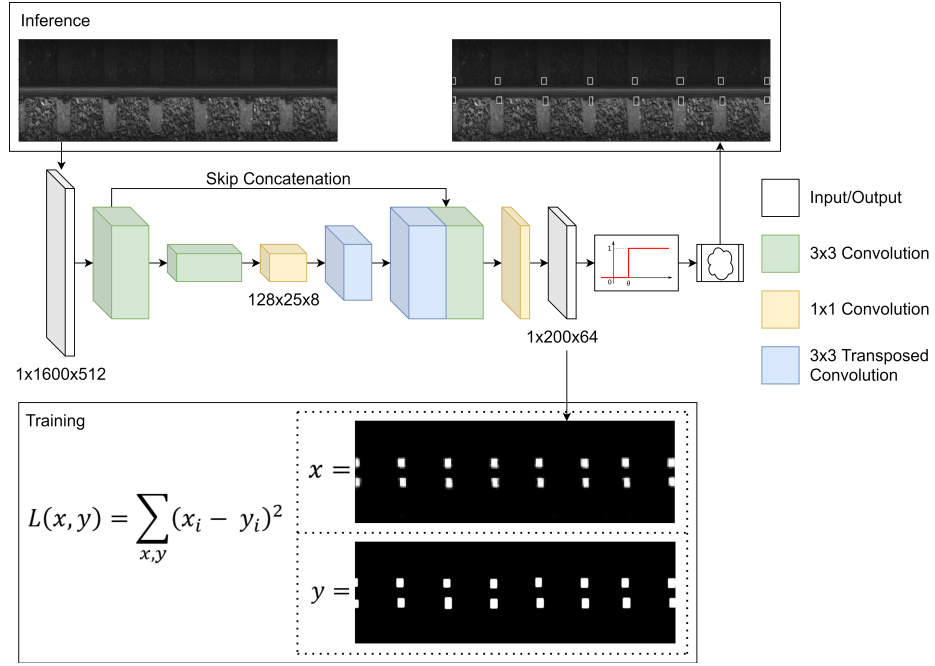 Inference
Skip Concatenation
128x25x8
1x200x64
1x1600x512
1
0
θ
Input/Output
3x3 Convolution
1x1 Convolution
3x3 Transposed
Convolution
Training
L(x, y) = ∑(xᵢ − yᵢ)²
x,y
x =
y =